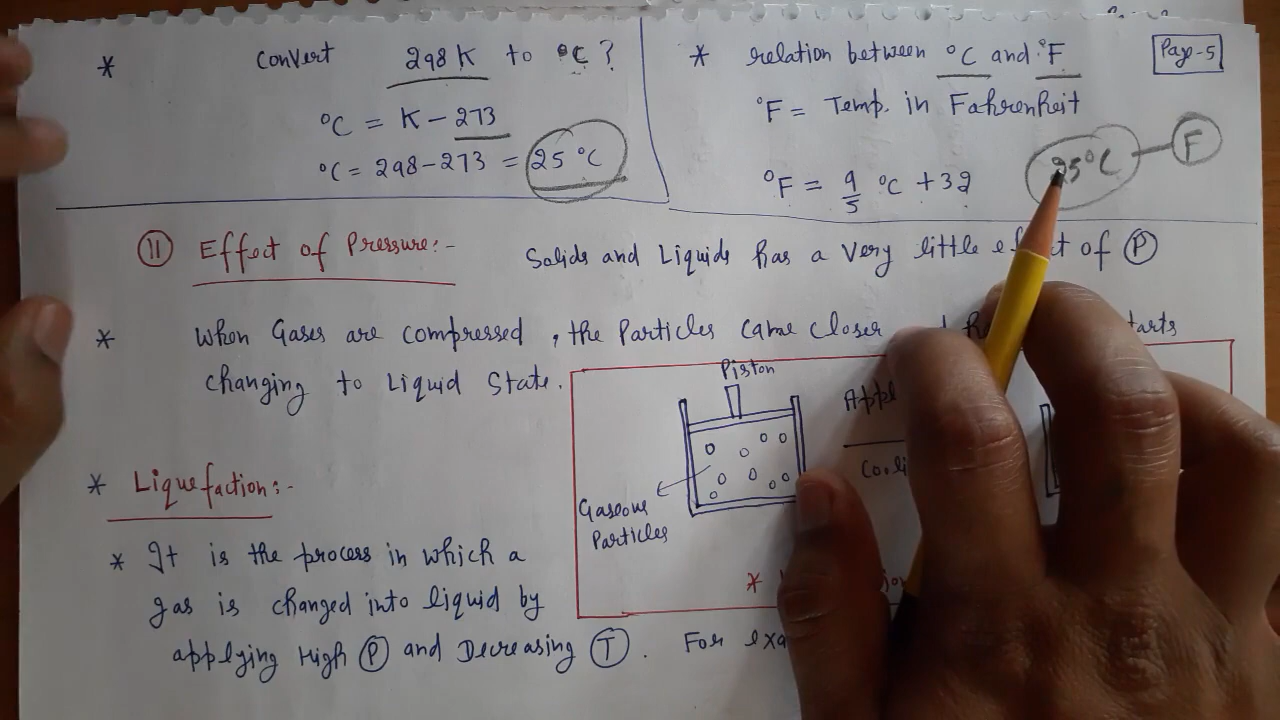 * Convert 298 K to °C ?
°C = K - 273
°C = 298 - 273 = 25 °C
* relation between °C and °F
Pag-5
°F = Temp. in Fahrenheit
°F = 9/5 °C + 32
25°C - F
II Effect of Pressure:- Solids and Liquids has a very little of P
* When Gases are compressed, the Particles came closer
changing to Liquid State.
Piston
Gaseous
Particles
* Liquefaction:-
* It is the process in which a
gas is changed into liquid by
applying High P and Decreasing T. For